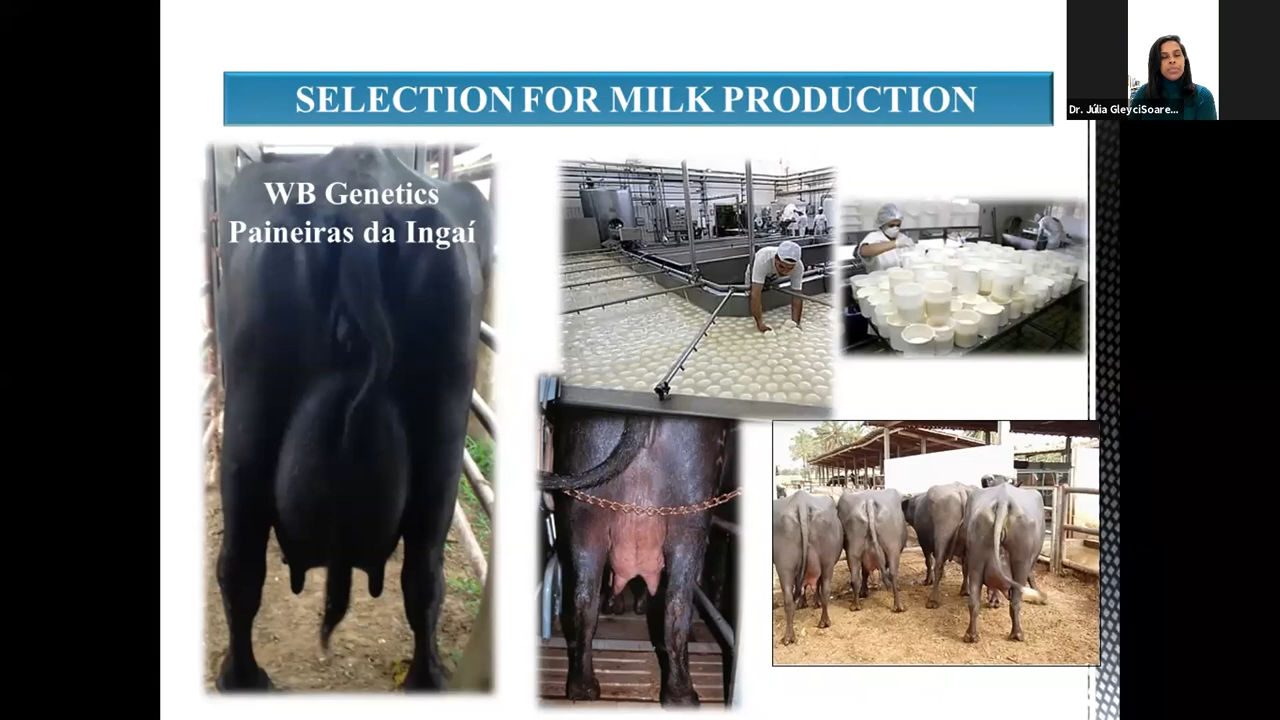 SELECTION FOR MILK PRODUCTION
Dr. Júlia GleyciSoare...
WB Genetics
Paineiras da Ingaí